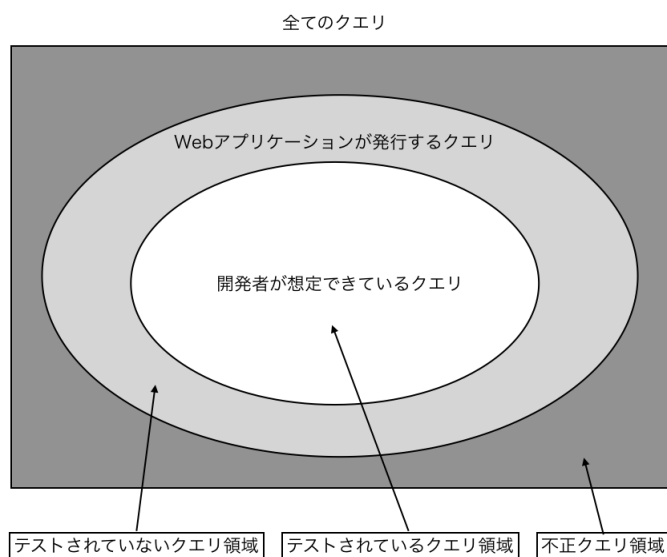 全てのクエリ
Webアプリケーションが発行するクエリ
開発者が想定できているクエリ
テストされていないクエリ領域
テストされているクエリ領域
不正クエリ領域